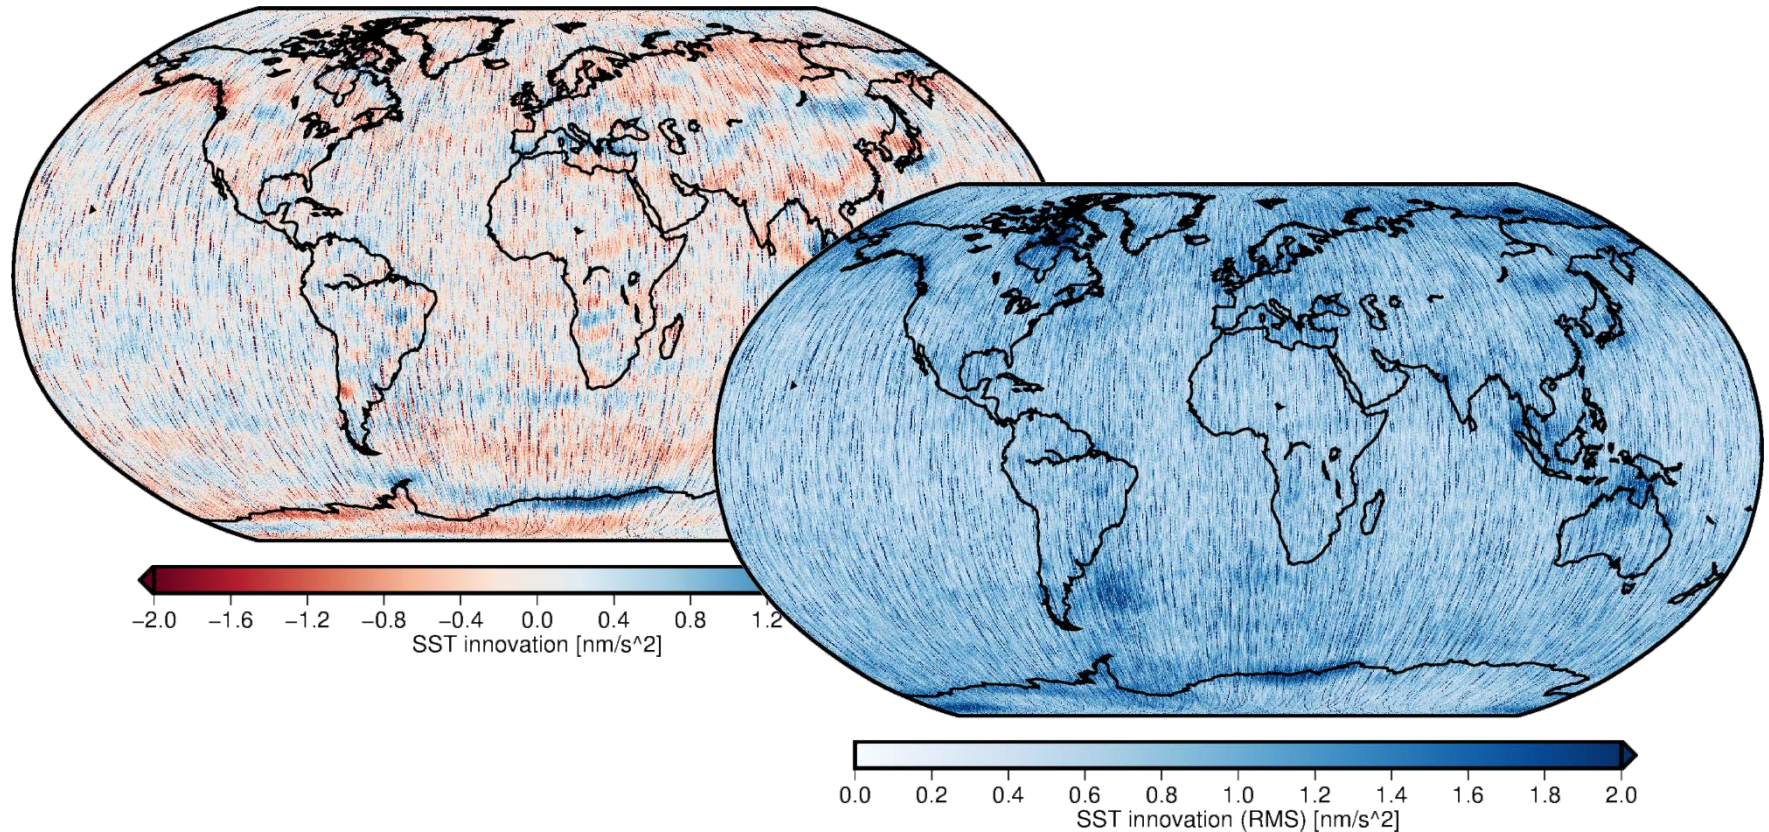 −2.0 −1.6 −1.2 −0.8 −0.4 0.0 0.4 0.8 1.2
SST innovation [nm/s^2]
0.0 0.2 0.4 0.6 0.8 1.0 1.2 1.4 1.6 1.8 2.0
SST innovation (RMS) [nm/s^2]